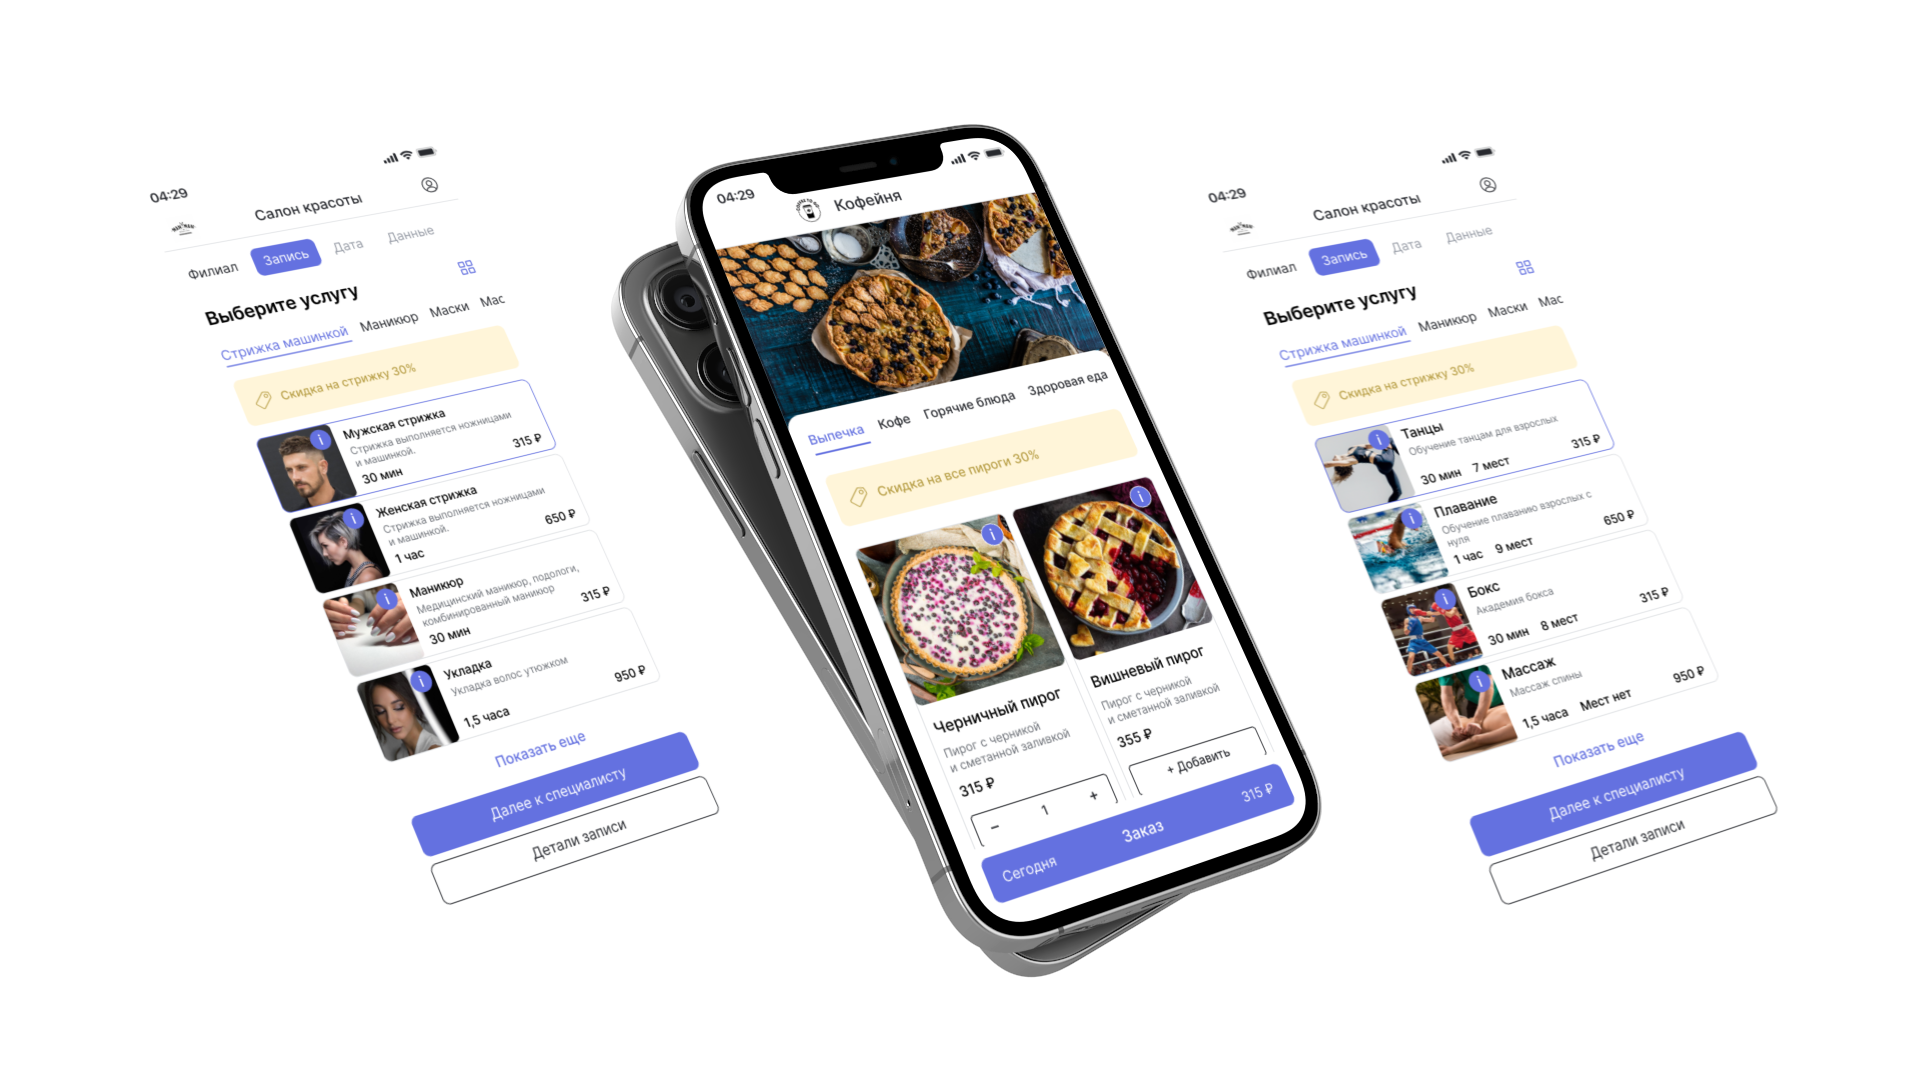 04:29
Салон красоты
Филиал
Запись
Дата
Данные
Выберите услугу
Стрижка машинкой
Маникюр
Маски
Мас
Скидка на стрижку 30%
Мужская стрижка
Стрижка выполняется ножницами
и машинкой.
30 мин
315 ₽
Женская стрижка
Стрижка выполняется ножницами
и машинкой.
1 час
650 ₽
Маникюр
Медицинский маникюр, подологи,
комбинированный маникюр
30 мин
315 ₽
Укладка
Укладка волос утюжком
1,5 часа
950 ₽
Показать еще
Далее к специалисту
Детали записи
04:29
Кофейня
Выпечка
Кофе
Горячие блюда
Здоровая еда
Скидка на все пироги 30%
Черничный пирог
Пирог с черникой
и сметанной заливкой
315 ₽
− 1 +
Вишневый пирог
Пирог с черникой
и сметанной заливкой
355 ₽
+ Добавить
Сегодня
Заказ
315 ₽
04:29
Салон красоты
Филиал
Запись
Дата
Данные
Выберите услугу
Стрижка машинкой
Маникюр
Маски
Мас
Скидка на стрижку 30%
Танцы
Обучение танцам для взрослых
30 мин
7 мест
315 ₽
Плавание
Обучение плаванию взрослых с
нуля
1 час
9 мест
650 ₽
Бокс
Академия бокса
30 мин
8 мест
315 ₽
Массаж
Массаж спины
1,5 часа
Мест нет
950 ₽
Показать еще
Далее к специалисту
Детали записи